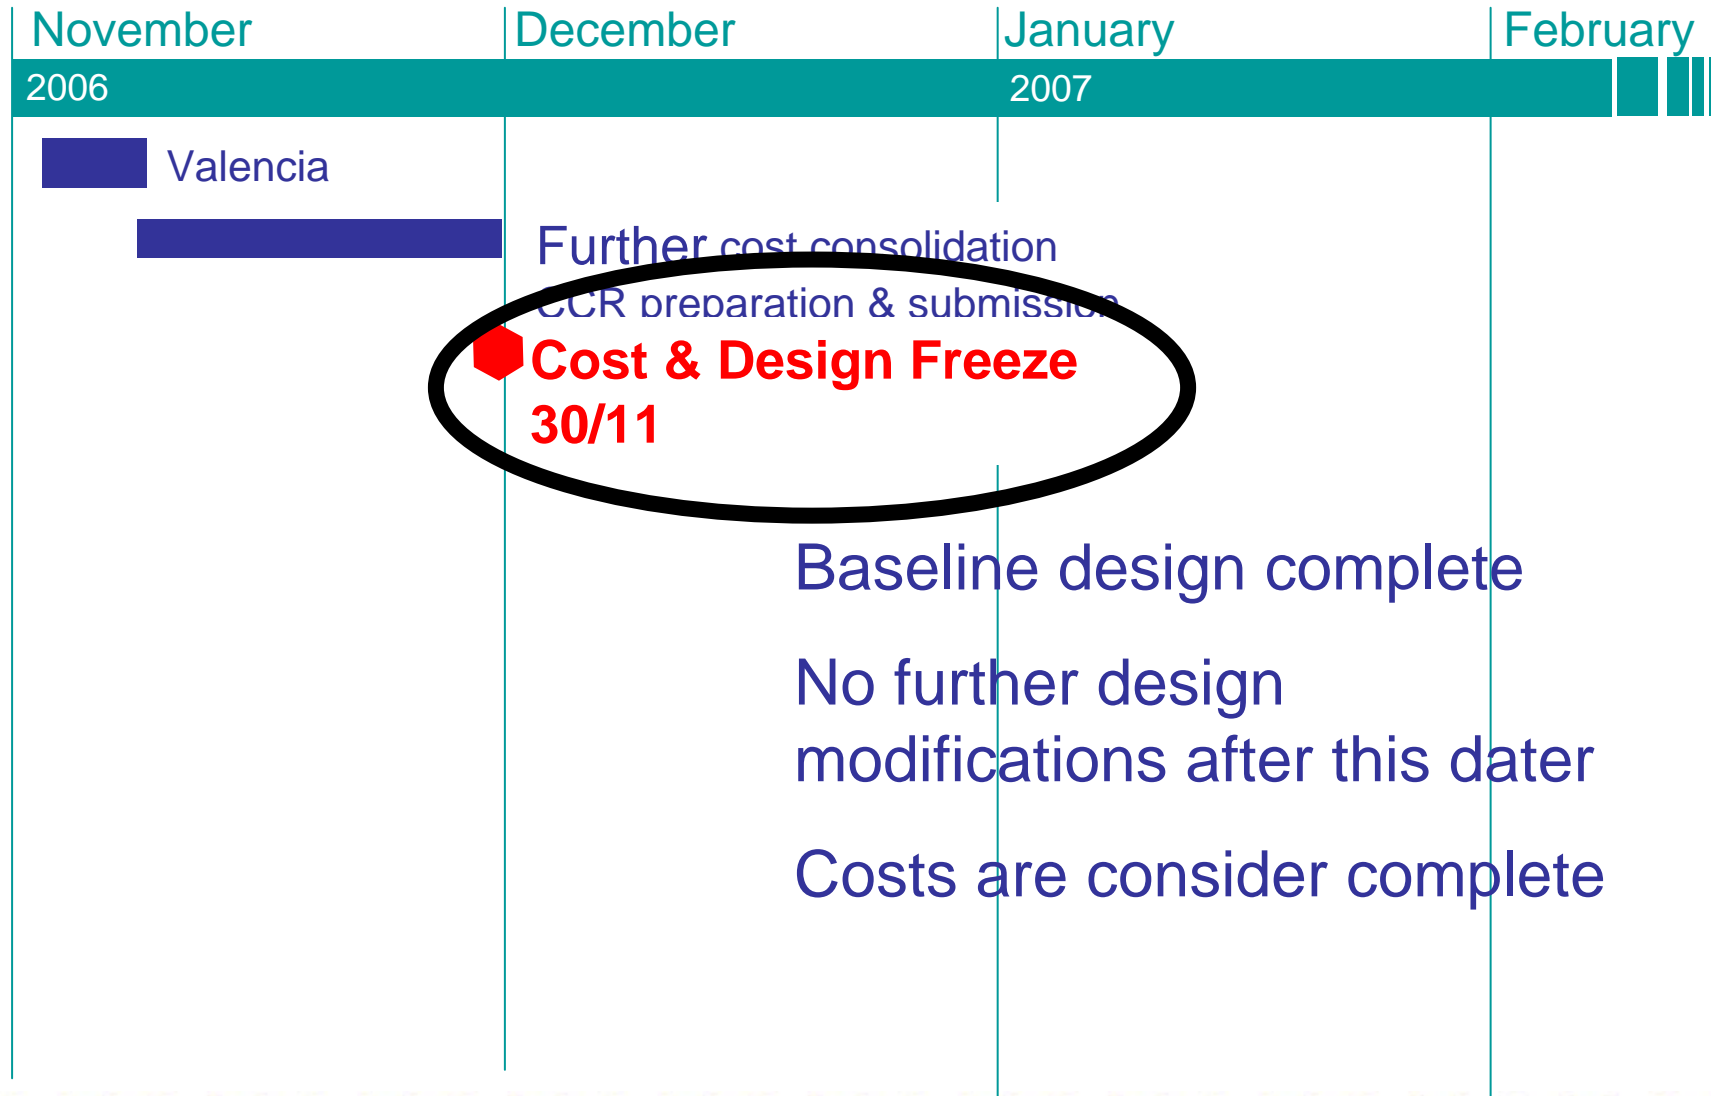 November December January February
2006 2007
Valencia
Further cost consolidation
CCR preparation & submission
Cost & Design Freeze
30/11
Baseline design complete
No further design
modifications after this dater
Costs are consider complete